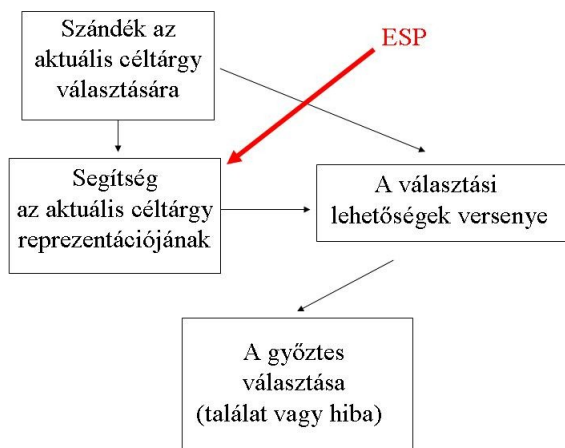 Szándék az
aktuális céltárgy
választására
ESP
Segítség
az aktuális céltárgy
reprezentációjának
A választási
lehetőségek versenye
A győztes
választása
(találat vagy hiba)